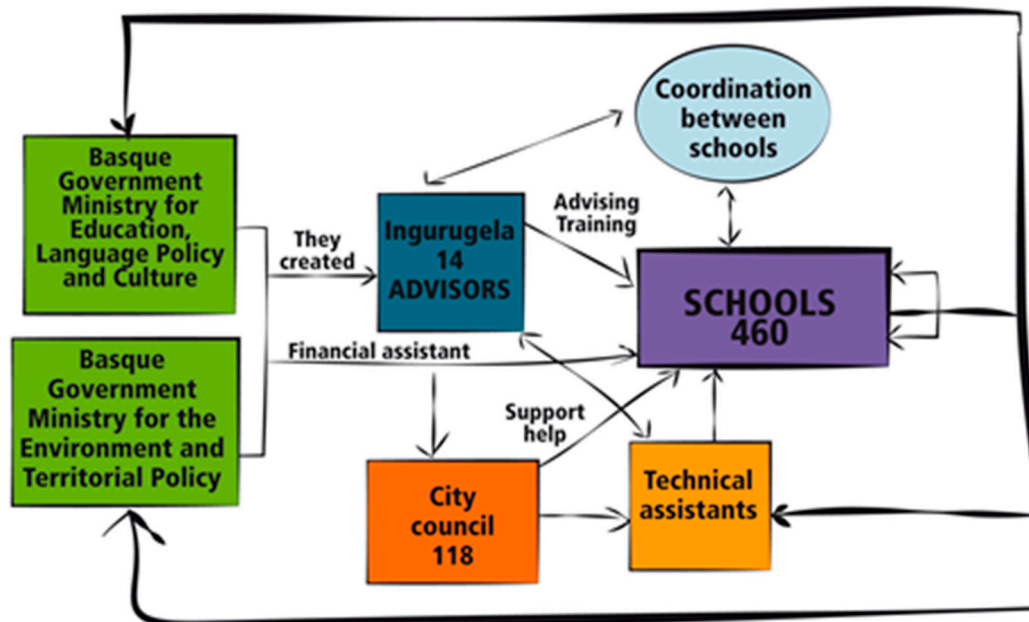 Basque
Government
Ministry for
Education,
Language Policy
and Culture
Basque
Government
Ministry for the
Environment and
Territorial Policy
They
created
Ingurugela
14
ADVISORS
Advising
Training
Coordination
between
schools
SCHOOLS
460
Financial assistant
Support
help
City
council
118
Technical
assistants